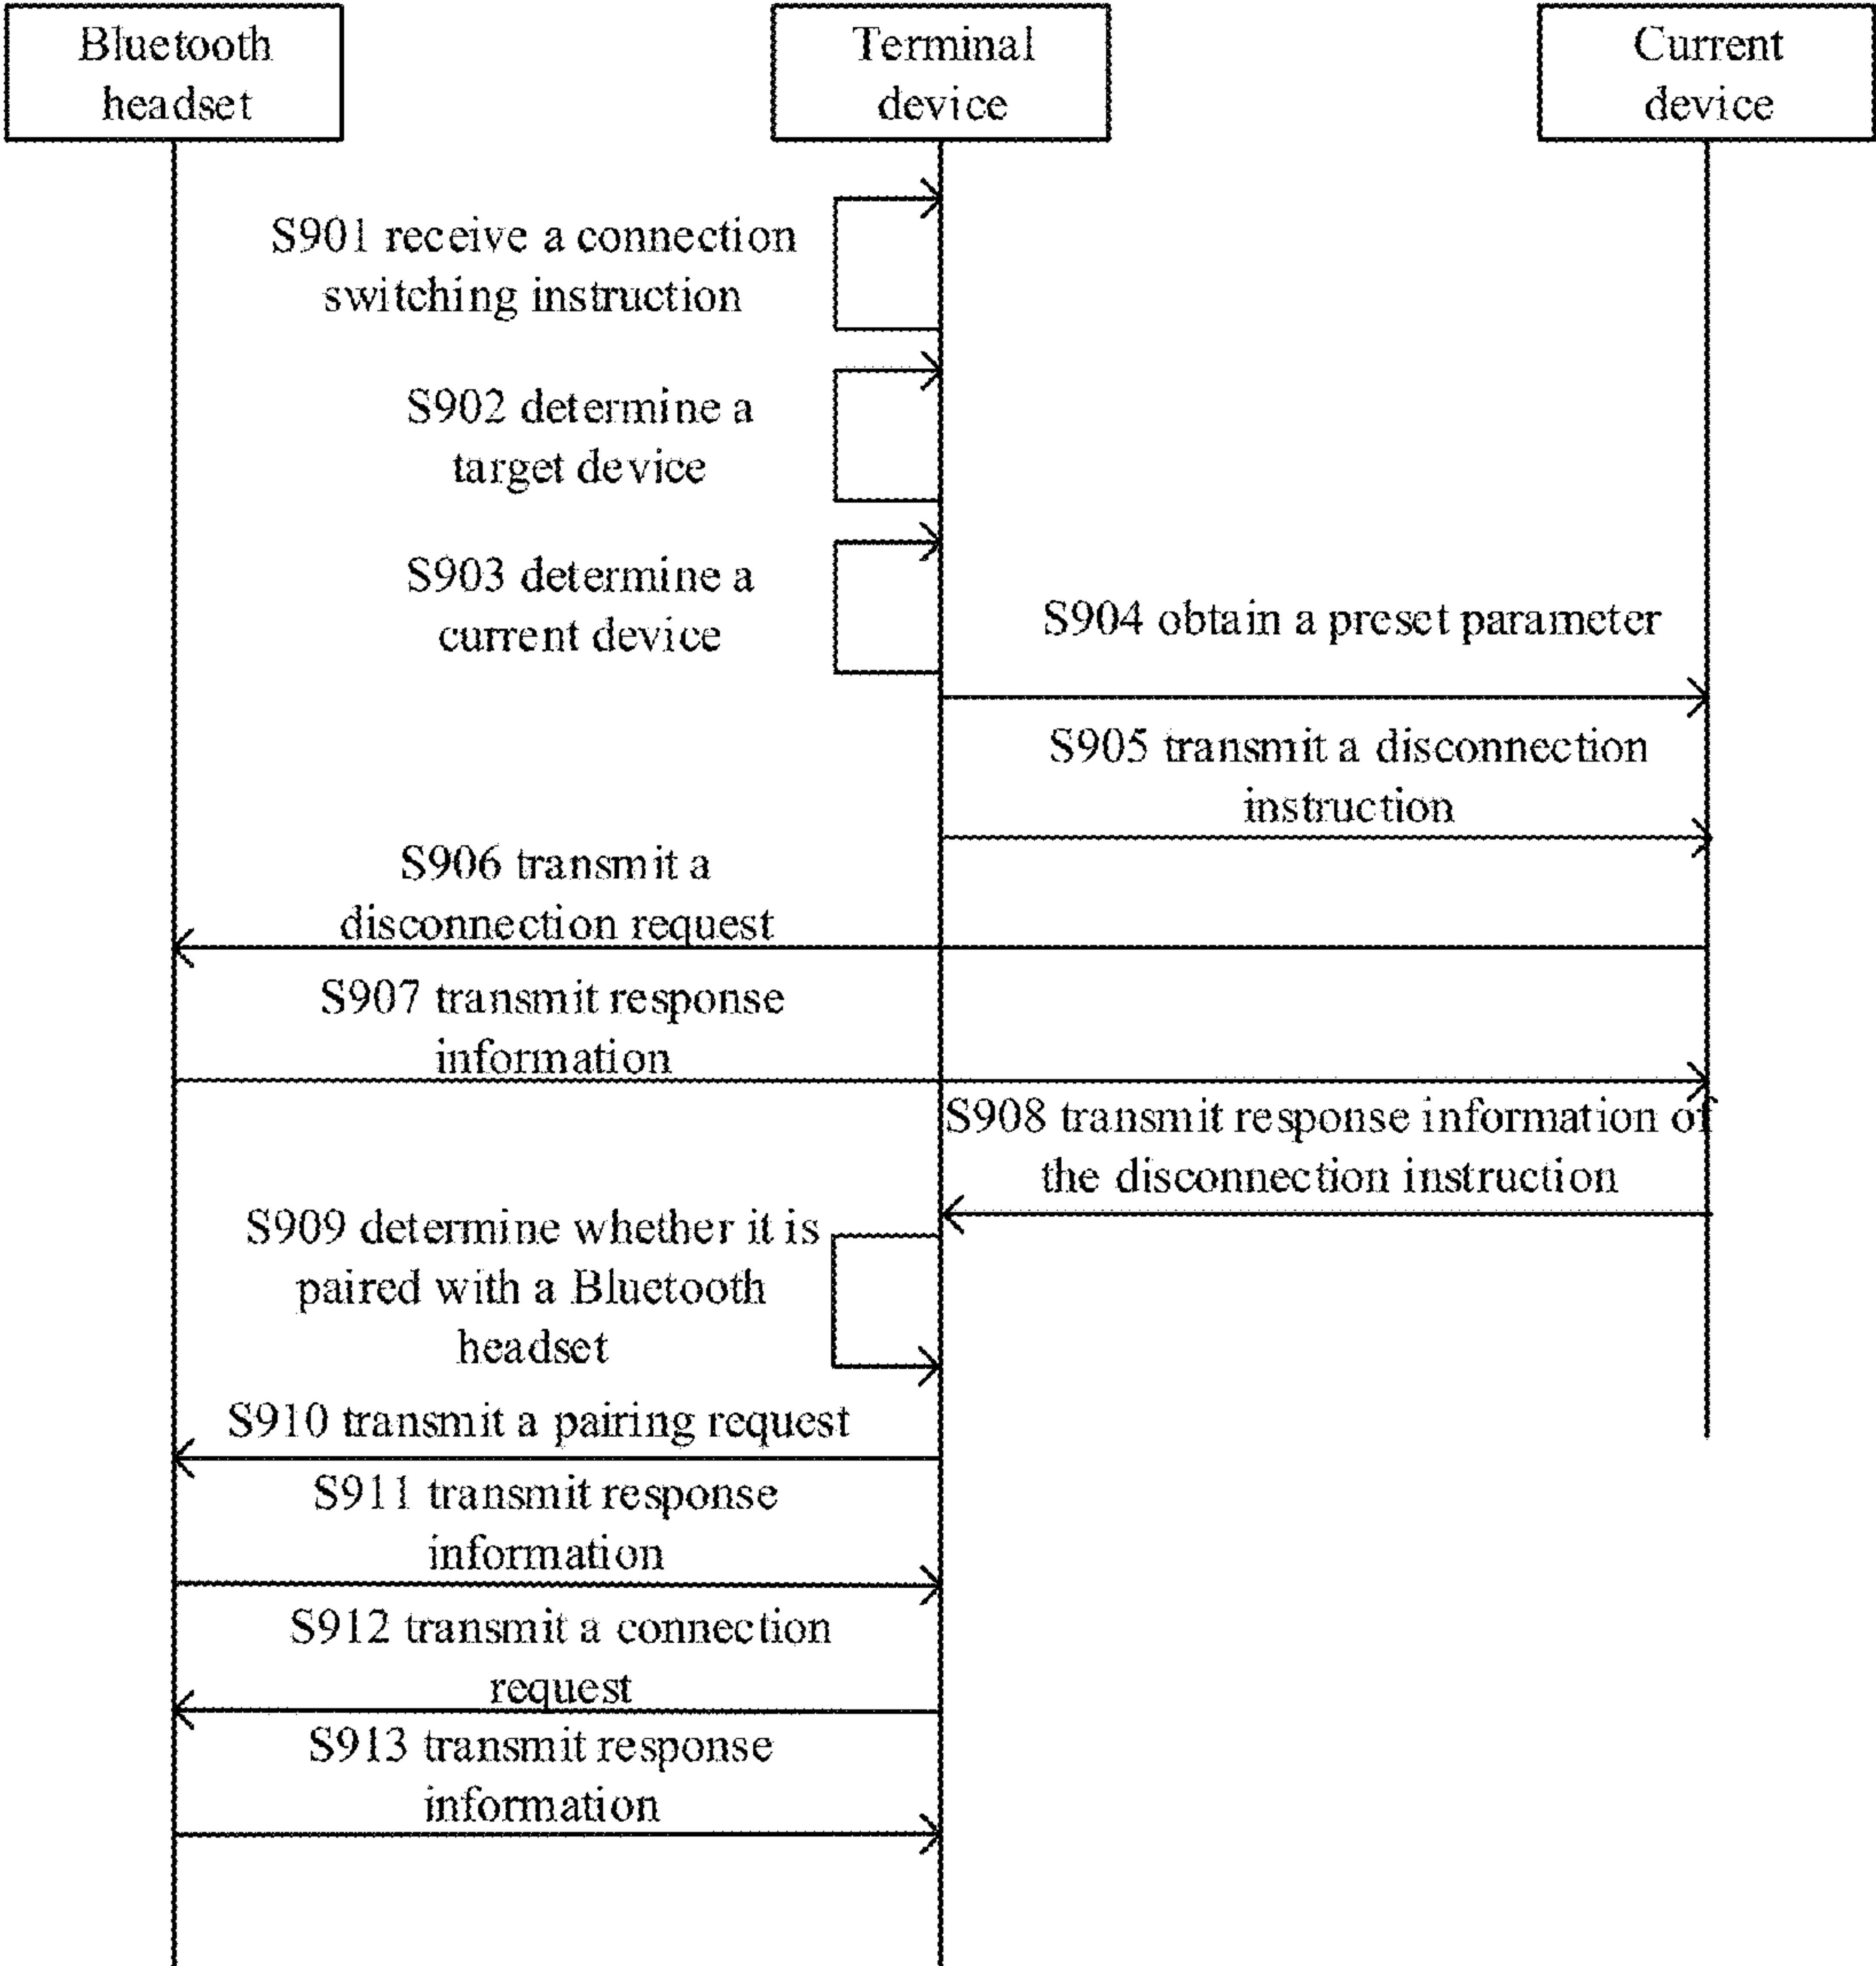 Bluetooth
headset
Terminal
device
Current
device
S901 receive a connection
switching instruction
S902 determine a
target device
S903 determine a
current device
S904 obtain a preset parameter
S905 transmit a disconnection
instruction
S906 transmit a
disconnection request
S907 transmit response
information
S908 transmit response information of
the disconnection instruction
S909 determine whether it is
paired with a Bluetooth
headset
S910 transmit a pairing request
S911 transmit response
information
S912 transmit a connection
request
S913 transmit response
information